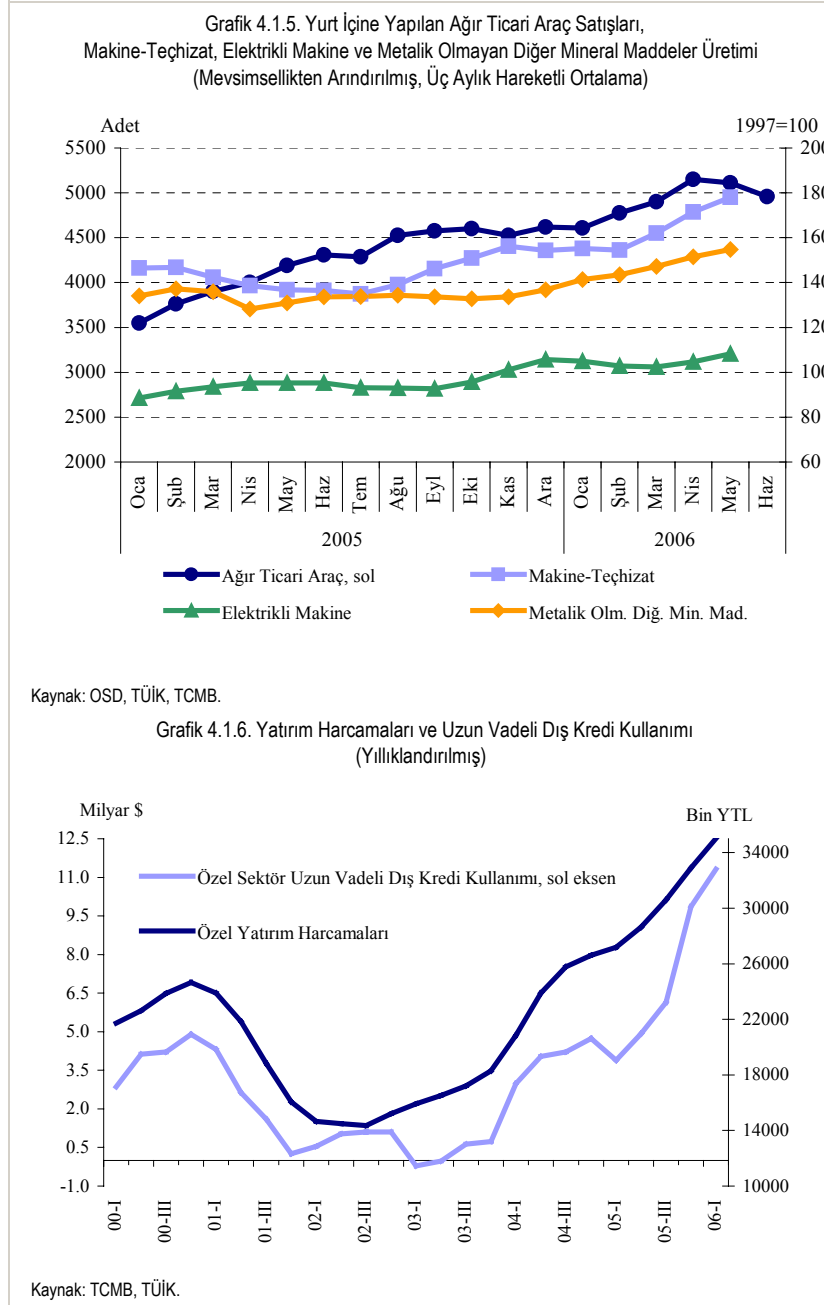 Grafik 4.1.5. Yurt İçine Yapılan Ağır Ticari Araç Satışları,
Makine-Teçhizat, Elektrikli Makine ve Metalik Olmayan Diğer Mineral Maddeler Üretimi
(Mevsimsellikten Arındırılmış, Üç Aylık Hareketli Ortalama)
Adet
1997=100
5500
5000
4500
4000
3500
3000
2500
2000
200
180
160
140
120
100
80
60
Oca
Şub
Mar
Nis
May
Haz
Tem
Ağu
Eyl
Eki
Kas
Ara
Oca
Şub
Mar
Nis
May
Haz
2005
2006
Ağır Ticari Araç, sol
Makine-Teçhizat
Elektrikli Makine
Metalik Olm. Diğ. Min. Mad.
Kaynak: OSD, TÜİK, TCMB.
Grafik 4.1.6. Yatırım Harcamaları ve Uzun Vadeli Dış Kredi Kullanımı
(Yıllıklandırılmış)
Milyar $
Bin YTL
12.5
11.0
9.5
8.0
6.5
5.0
3.5
2.0
0.5
-1.0
34000
30000
26000
22000
18000
14000
10000
Özel Sektör Uzun Vadeli Dış Kredi Kullanımı, sol eksen
Özel Yatırım Harcamaları
00-I
00-III
01-I
01-III
02-I
02-III
03-I
03-III
04-I
04-III
05-I
05-III
06-I
Kaynak: TCMB, TÜİK.